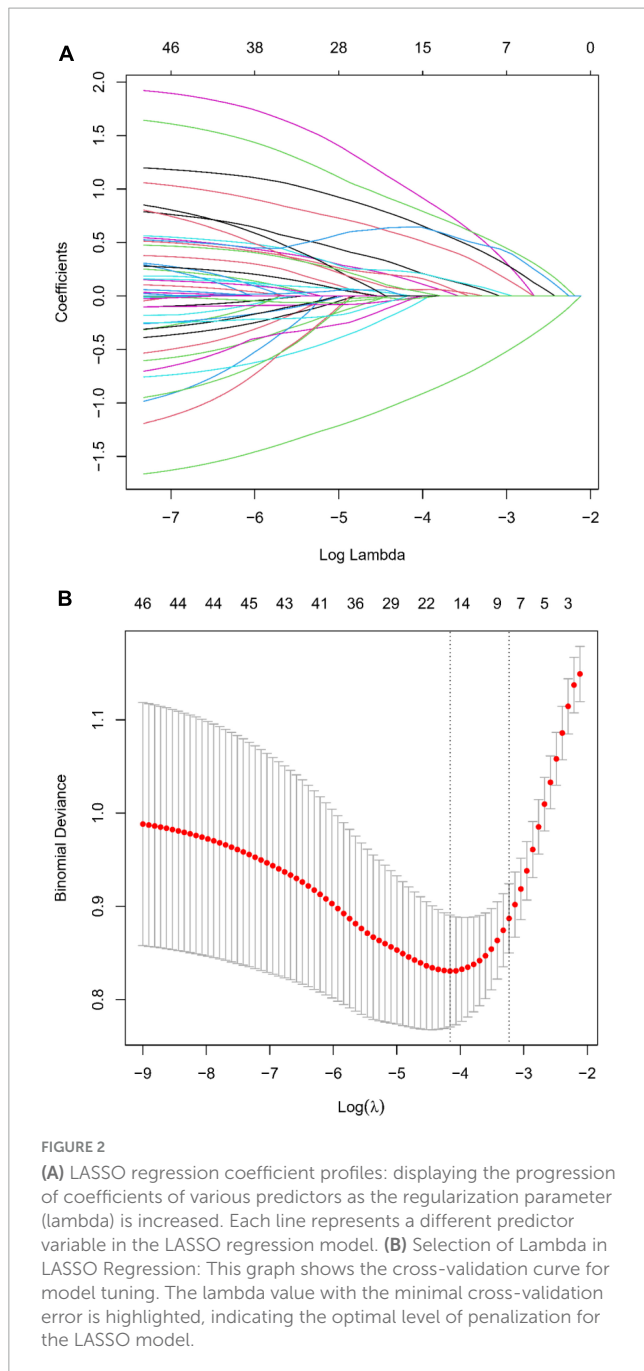 A
46 38 28 15 7 0
2.0
1.5
1.0
0.5
0.0
−0.5
−1.0
−1.5
Coefficients
−7 −6 −5 −4 −3 −2
Log Lambda
B
46 44 44 45 43 41 36 29 22 14 9 7 5 3
1.1
1.0
0.9
0.8
Binomial Deviance
−9 −8 −7 −6 −5 −4 −3 −2
Log(λ)
FIGURE 2
(A) LASSO regression coefficient profiles: displaying the progression
of coefficients of various predictors as the regularization parameter
(lambda) is increased. Each line represents a different predictor
variable in the LASSO regression model. (B) Selection of Lambda in
LASSO Regression: This graph shows the cross-validation curve for
model tuning. The lambda value with the minimal cross-validation
error is highlighted, indicating the optimal level of penalization for
the LASSO model.